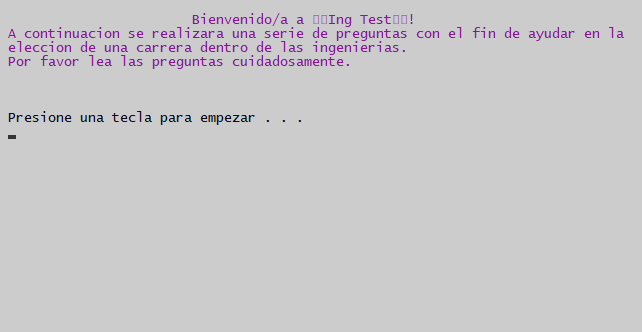 Bienvenido/a a ▯▯Ing Test▯▯!
A continuacion se realizara una serie de preguntas con el fin de ayudar en la
eleccion de una carrera dentro de las ingenierias.
Por favor lea las preguntas cuidadosamente.
Presione una tecla para empezar . . .